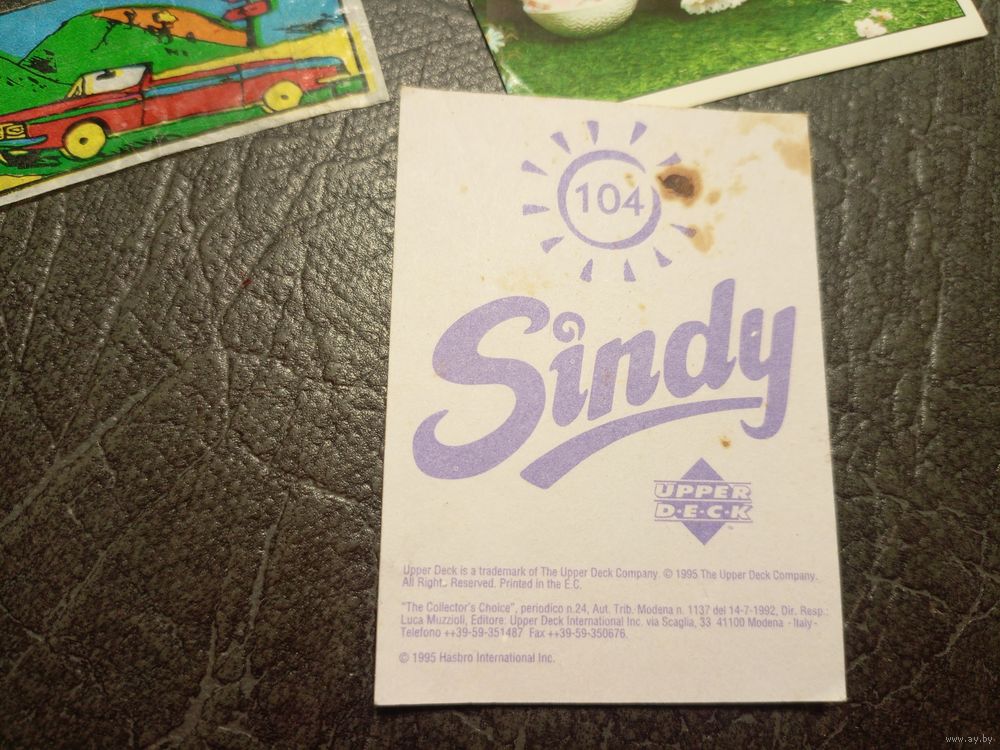 104
Sindy
UPPER
D·E·C·K
Upper Deck is a trademark of The Upper Deck Company. © 1995 The Upper Deck Company.
All Right. Reserved. Printed in the E.C.
"The Collector's Choice", periodico n.24, Aut. Trib. Modena n. 1137 del 14-7-1992, Dir. Resp.:
Luca Muzzioli, Editore: Upper Deck International Inc. via Scaglia, 33 41100 Modena - Italy -
Telefono ++39-59-351487 Fax ++39-59-350676.
© 1995 Hasbro International Inc.
www.ay.by